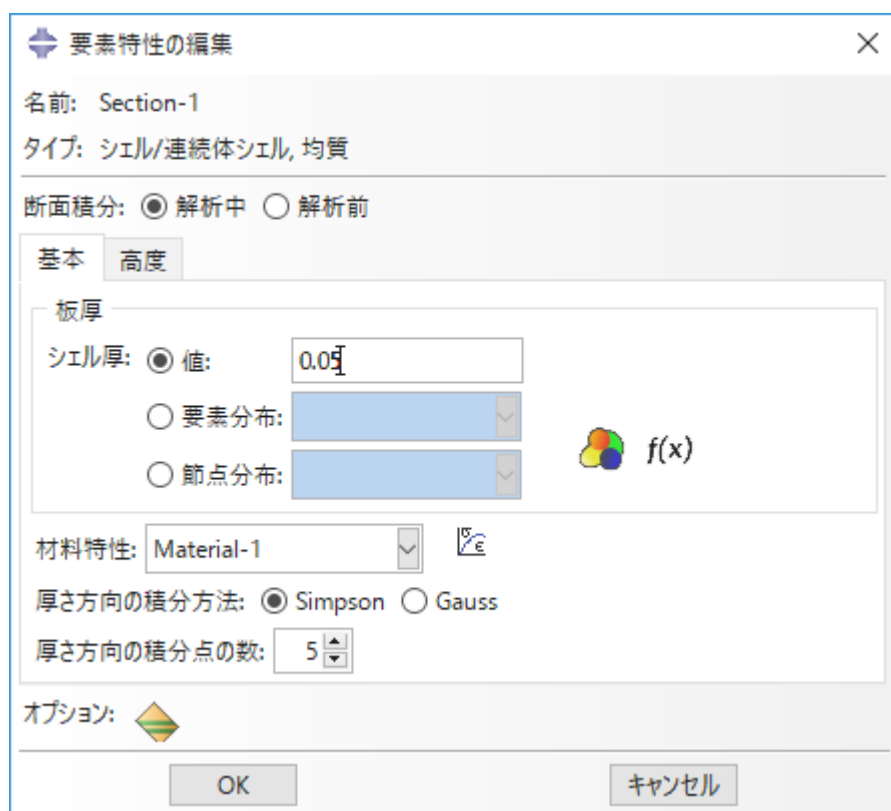 要素特性の編集
名前: Section-1
タイプ: シェル/連続体シェル, 均質
断面積分: 解析中 解析前
基本 高度
板厚
シェル厚: 値: 0.05
要素分布:
f(x)
節点分布:
材料特性: Material-1 σ ε
厚さ方向の積分方法: Simpson Gauss
厚さ方向の積分点の数: 5
オプション:
OK キャンセル